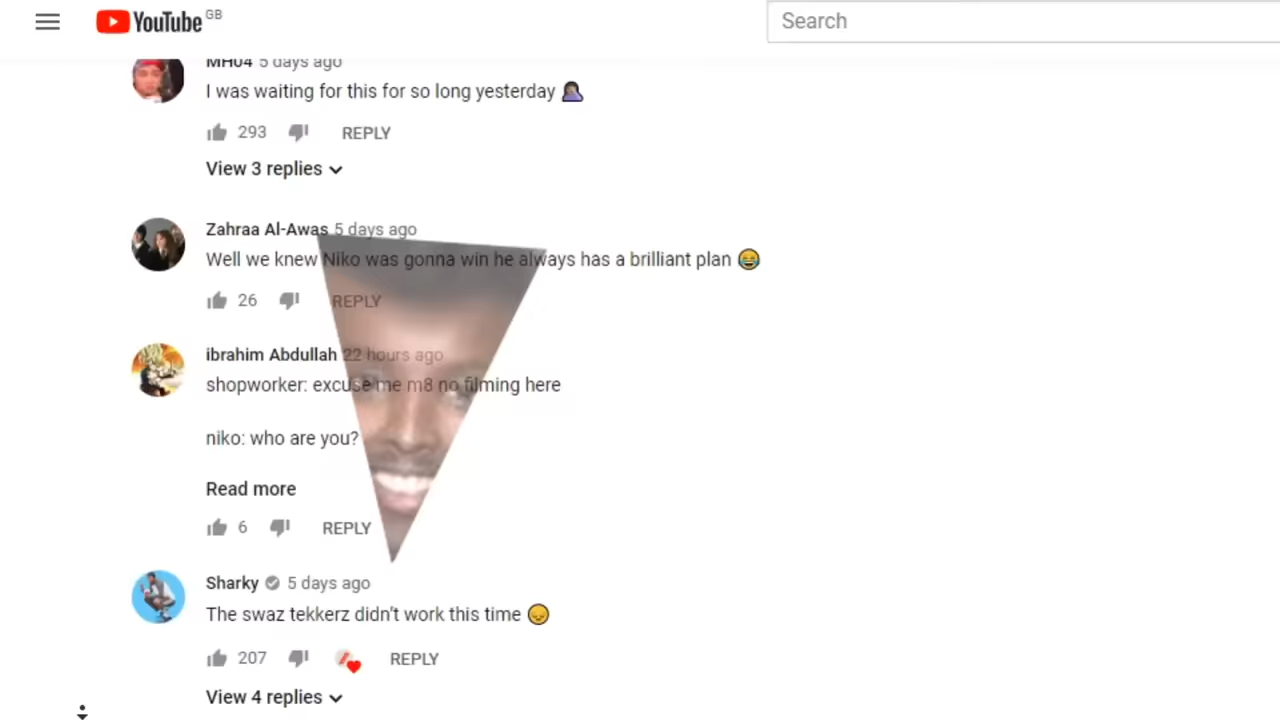 YouTube GB
Search
MH04 5 days ago
I was waiting for this for so long yesterday
293 REPLY
View 3 replies
Zahraa Al-Awas 5 days ago
Well we knew Niko was gonna win he always has a brilliant plan
26 REPLY
ibrahim Abdullah 22 hours ago
shopworker: excuse me m8 no filming here
niko: who are you?
Read more
6 REPLY
Sharky 5 days ago
The swaz tekkerz didn't work this time
207 REPLY
View 4 replies